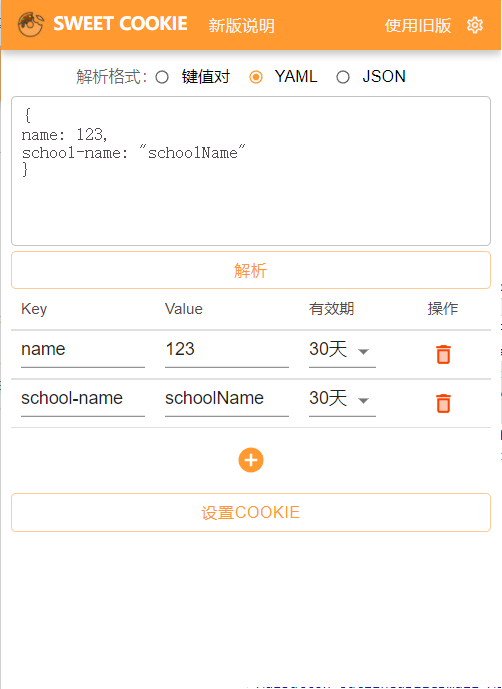 SWEET COOKIE 新版说明 使用旧版
解析格式: 键值对 YAML JSON
{
name: 123,
school-name: "schoolName"
}
解析
Key Value 有效期 操作
name 123 30天
school-name schoolName 30天
设置COOKIE